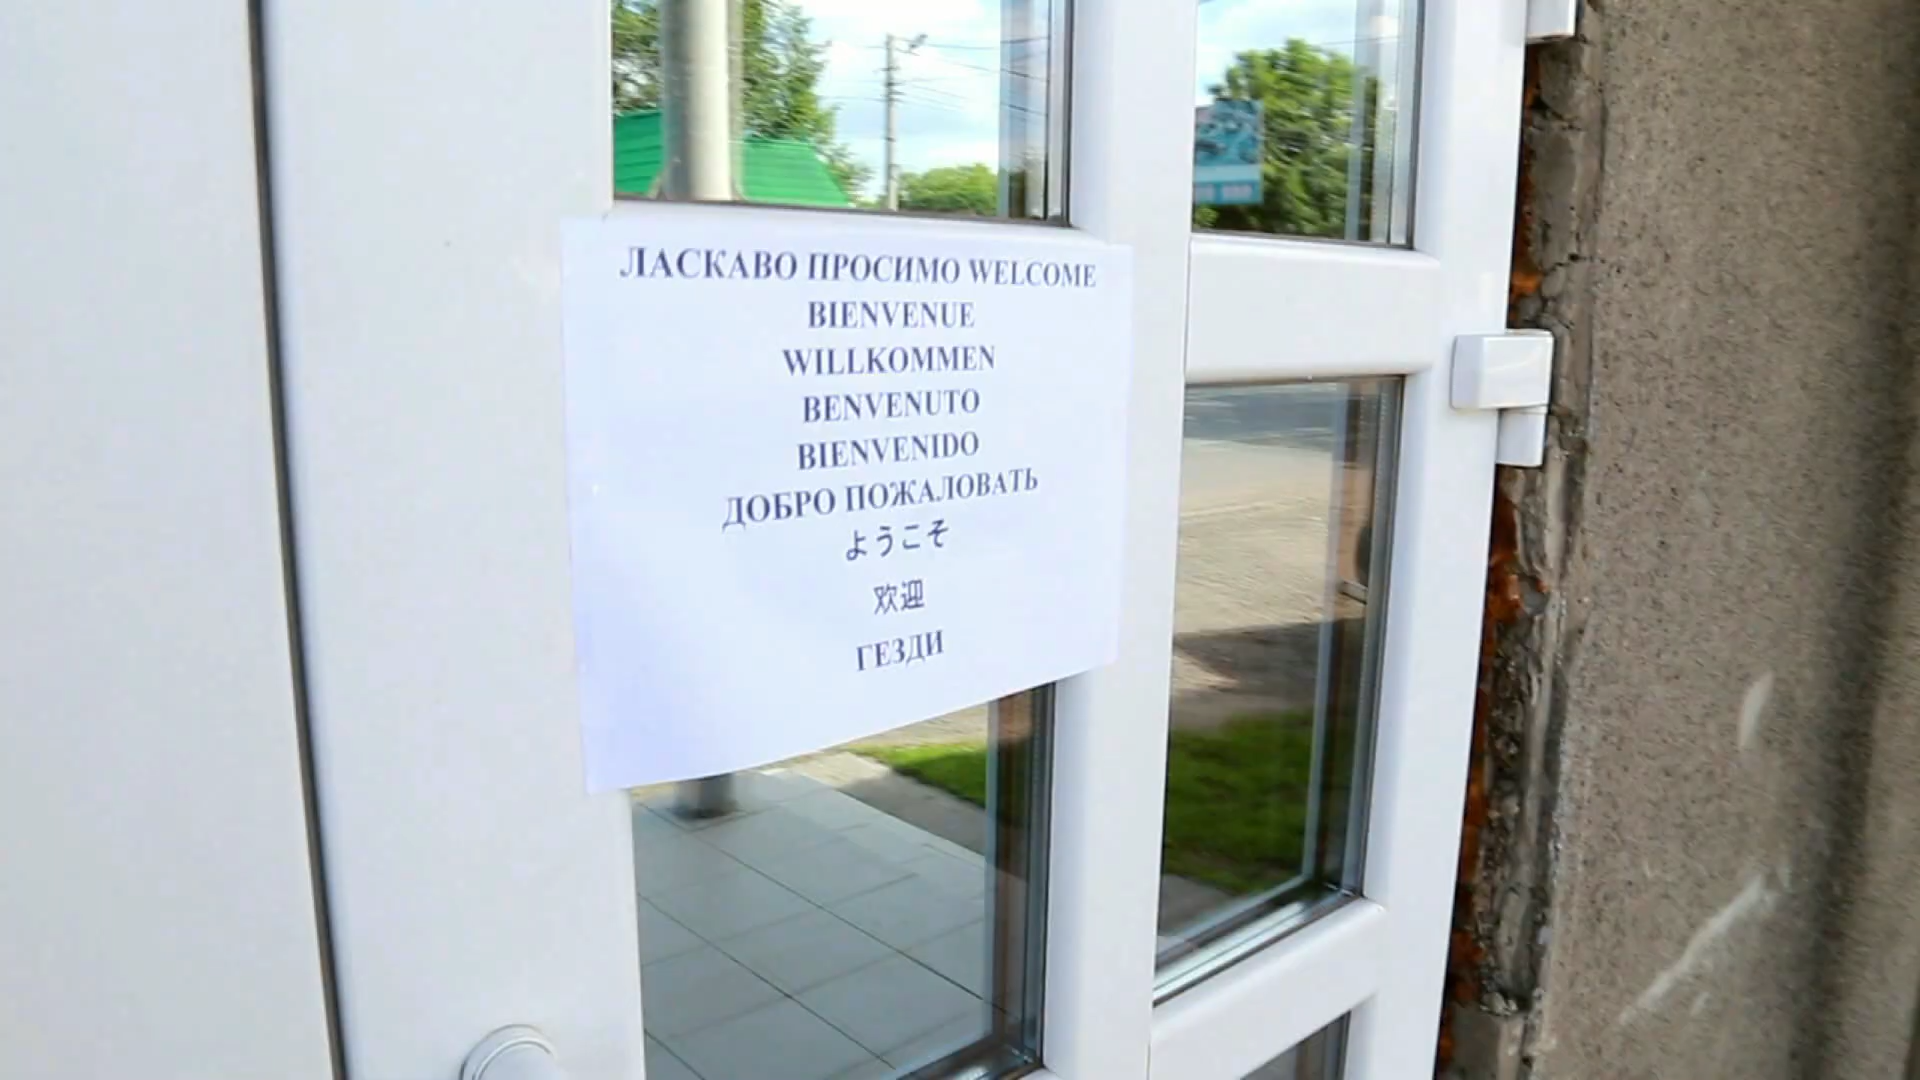 ЛАСКАВО ПРОСИМО WELCOME
BIENVENUE
WILLKOMMEN
BENVENUTO
BIENVENIDO
ДОБРО ПОЖАЛОВАТЬ
ようこそ
欢迎
ГЕЗДИ